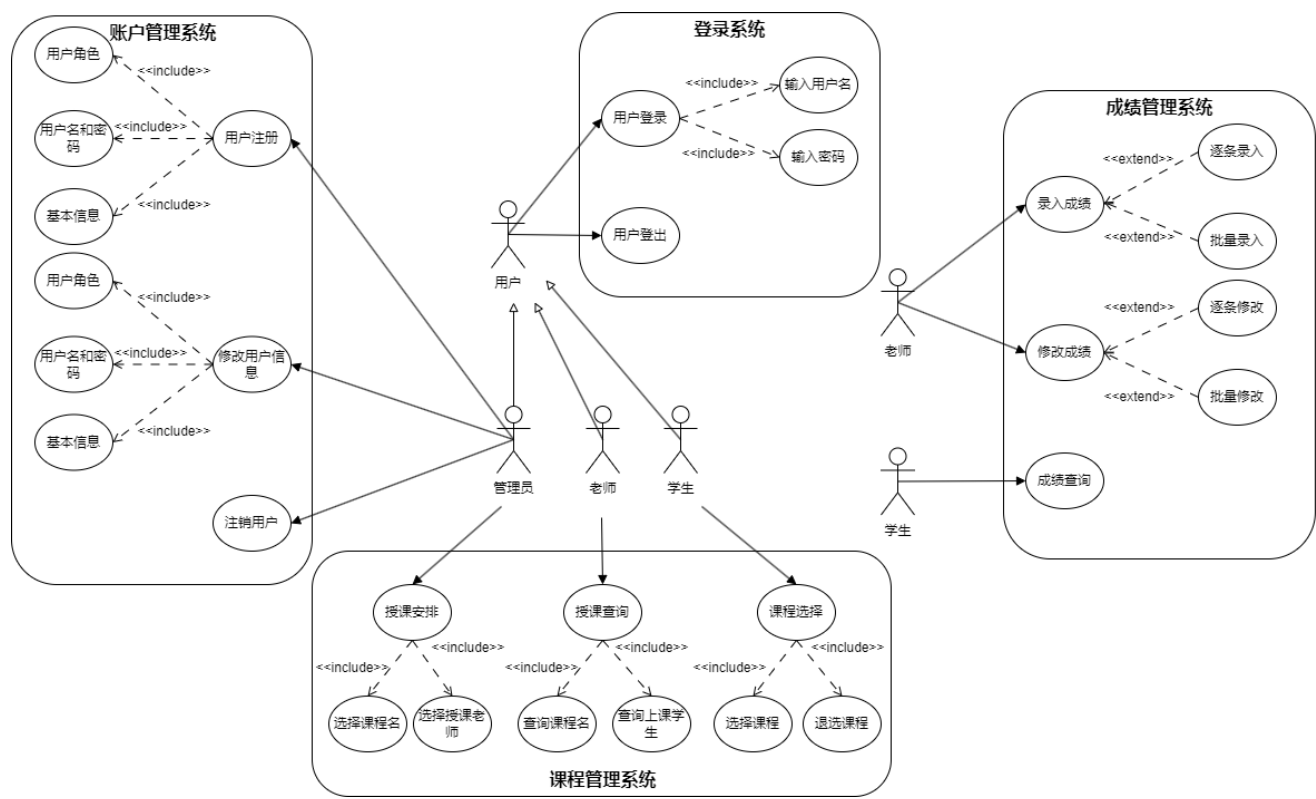 账户管理系统
用户角色
<<include>>
用户名和密
码
<<include>>
用户注册
基本信息
<<include>>
用户角色
<<include>>
用户名和密
码
<<include>>
修改用户信
息
基本信息
<<include>>
注销用户
登录系统
用户登录
<<include>>
输入用户名
<<include>>
输入密码
用户登出
用户
管理员
老师
学生
成绩管理系统
逐条录入
<<extend>>
录入成绩
<<extend>>
批量录入
老师
逐条修改
<<extend>>
修改成绩
<<extend>>
批量修改
学生
成绩查询
授课安排
授课查询
课程选择
<<include>>
<<include>>
<<include>>
<<include>>
<<include>>
<<include>>
选择课程名
选择授课老
师
查询课程名
查询上课学
生
选择课程
退选课程
课程管理系统